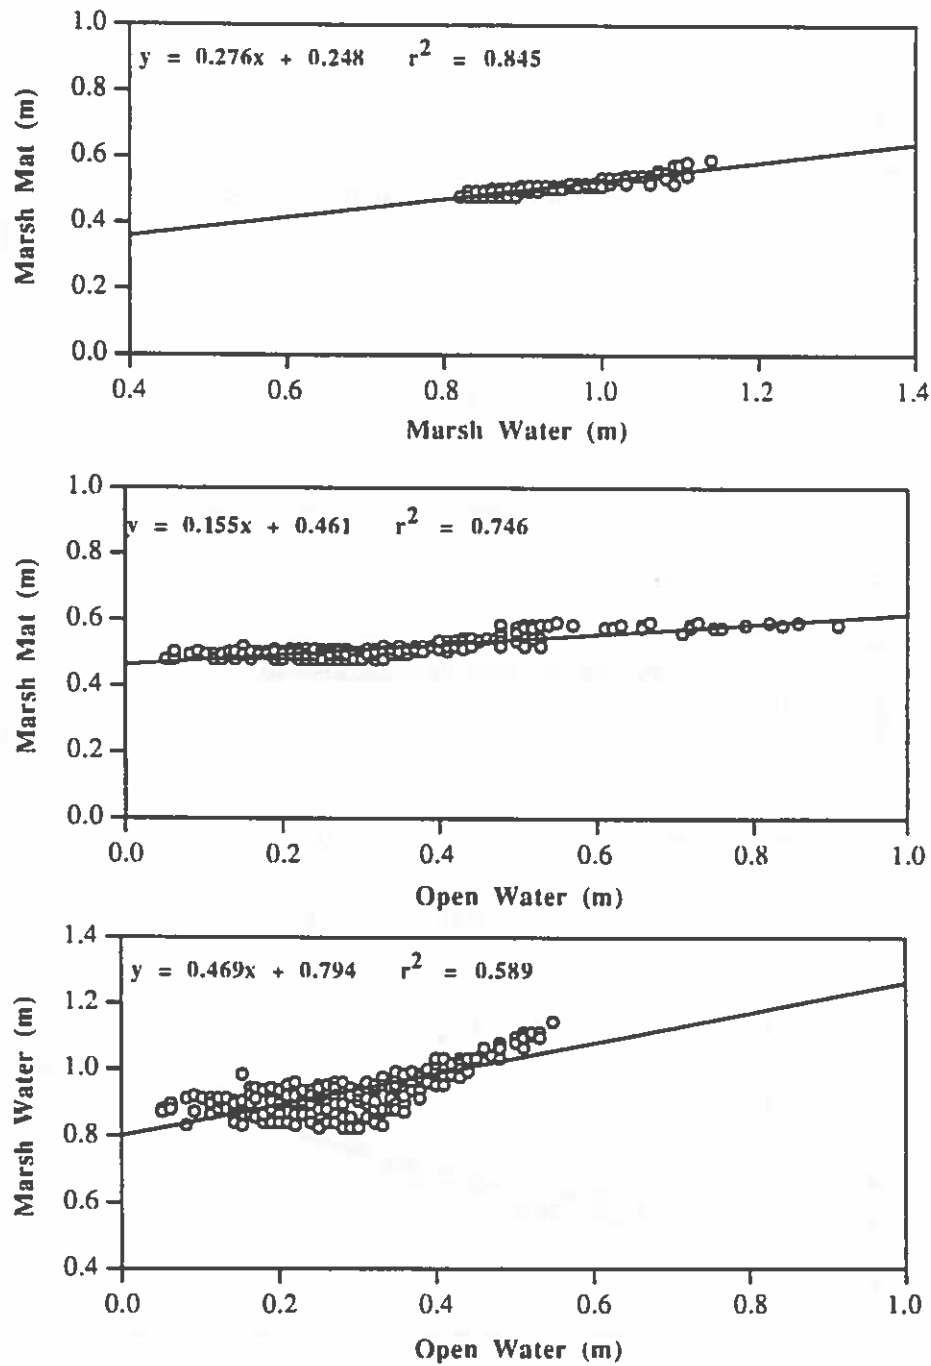 1.0
y = 0.276x + 0.248 r2 = 0.845
0.8
0.6
0.4
0.2
0.0
Marsh Mat (m)
0.4 0.6 0.8 1.0 1.2 1.4
Marsh Water (m)
1.0
y = 0.155x + 0.461 r2 = 0.746
0.8
0.6
0.4
0.2
0.0
Marsh Mat (m)
0.0 0.2 0.4 0.6 0.8 1.0
Open Water (m)
1.4
y = 0.469x + 0.794 r2 = 0.589
1.2
1.0
0.8
0.6
0.4
Marsh Water (m)
0.0 0.2 0.4 0.6 0.8 1.0
Open Water (m)